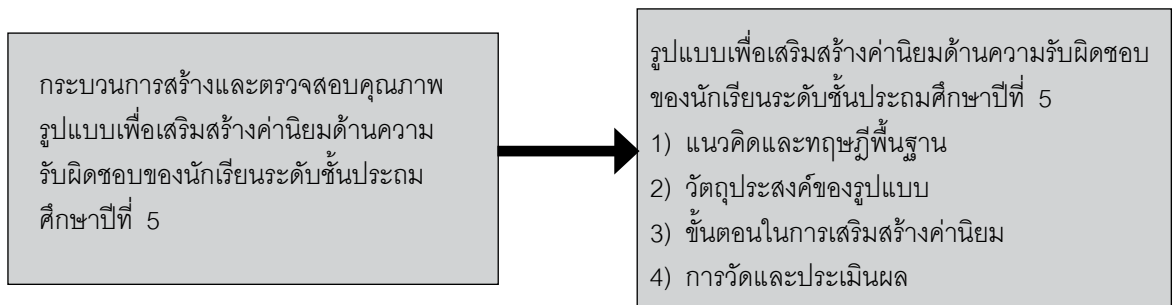 กระบวนการสร้างและตรวจสอบคุณภาพ
รูปแบบเพื่อเสริมสร้างค่านิยมด้านความ
รับผิดชอบของนักเรียนระดับชั้นประถม
ศึกษาปีที่ 5
รูปแบบเพื่อเสริมสร้างค่านิยมด้านความรับผิดชอบ
ของนักเรียนระดับชั้นประถมศึกษาปีที่ 5
1) แนวคิดและทฤษฎีพื้นฐาน
2) วัตถุประสงค์ของรูปแบบ
3) ขั้นตอนในการเสริมสร้างค่านิยม
4) การวัดและประเมินผล